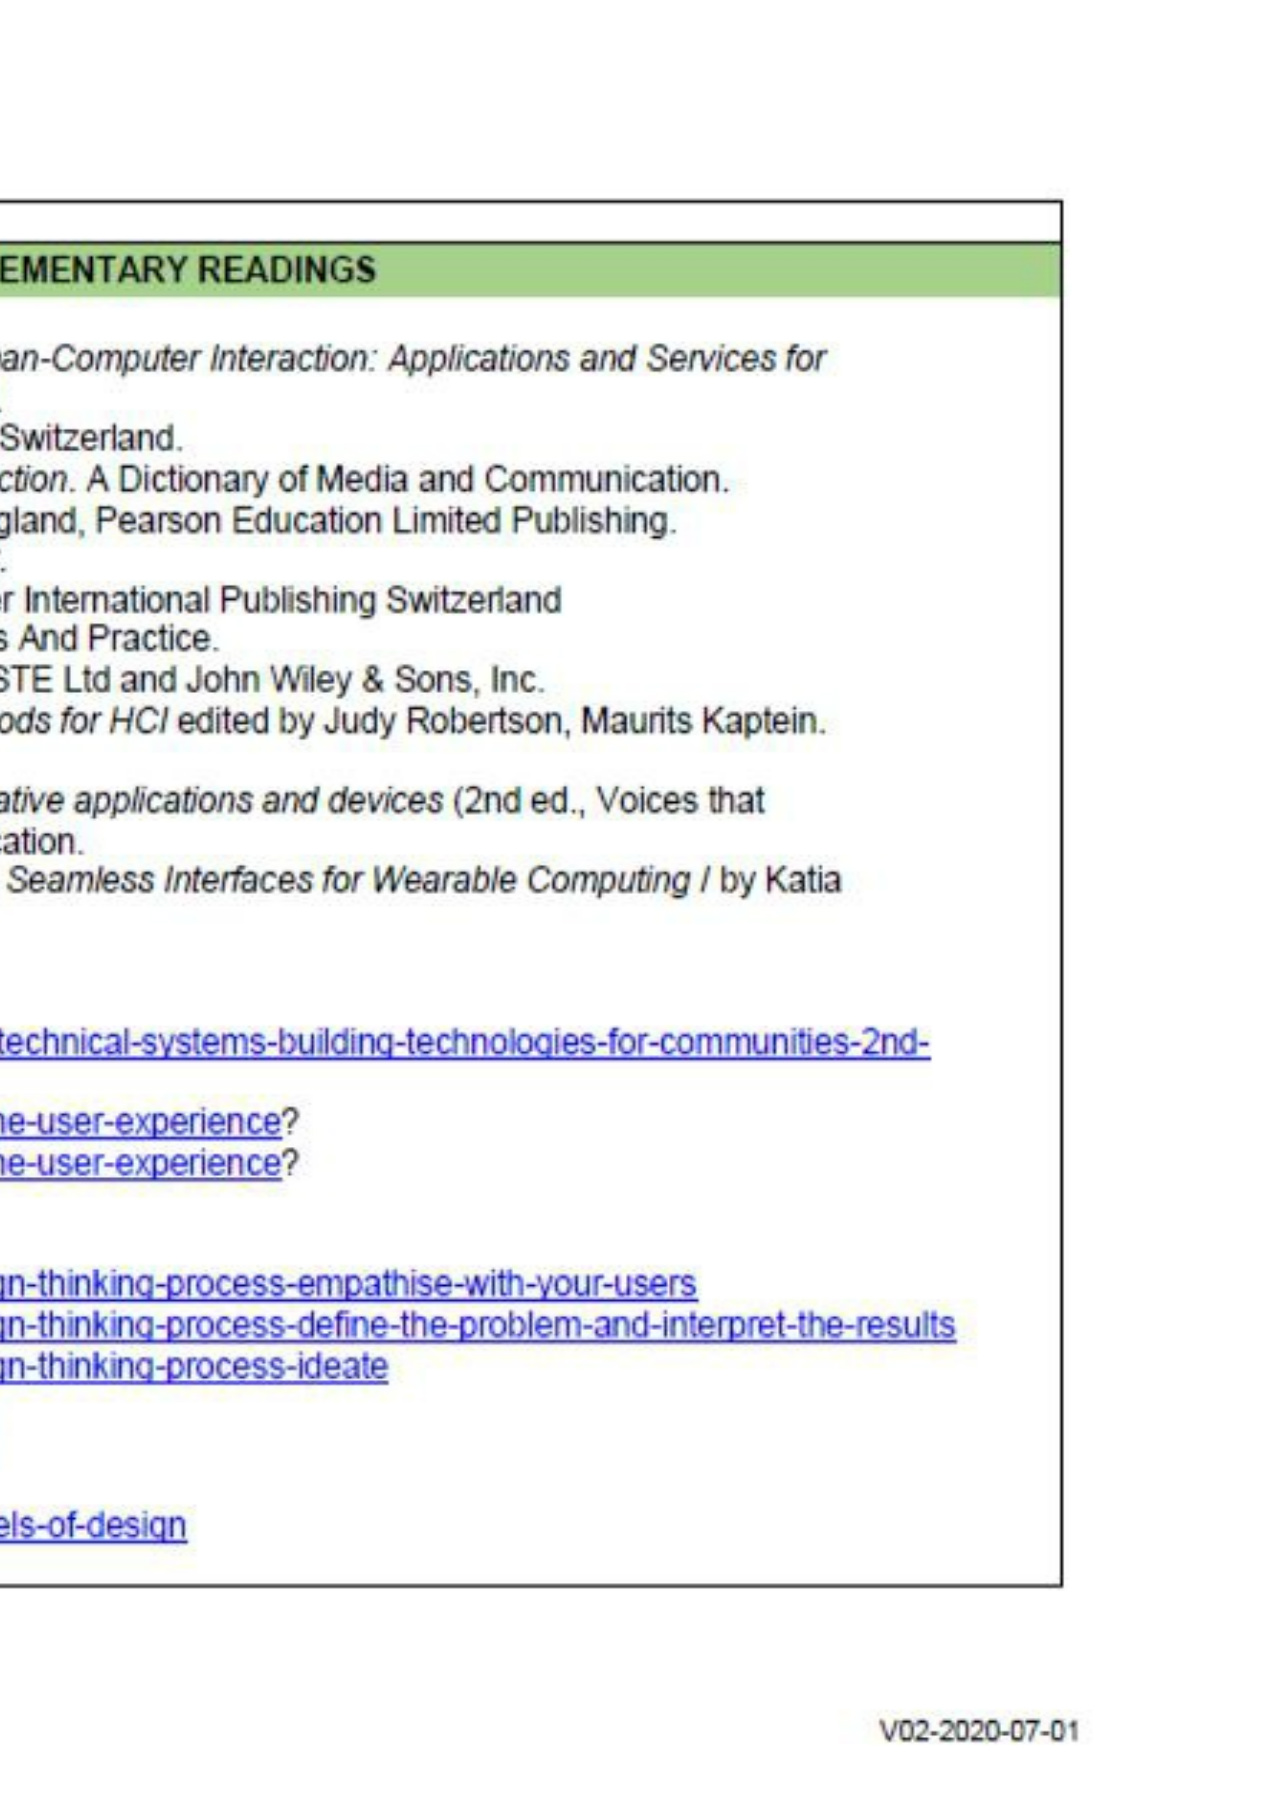 EMENTARY READINGS
an-Computer Interaction: Applications and Services for
.
Switzerland.
ction. A Dictionary of Media and Communication.
gland, Pearson Education Limited Publishing.
.
er International Publishing Switzerland
s And Practice.
STE Ltd and John Wiley & Sons, Inc.
ods for HCI edited by Judy Robertson, Maurits Kaptein.
ative applications and devices (2nd ed., Voices that
cation.
Seamless Interfaces for Wearable Computing / by Katia
technical-systems-building-technologies-for-communities-2nd-
ne-user-experience?
ne-user-experience?
gn-thinking-process-empathise-with-your-users
gn-thinking-process-define-the-problem-and-interpret-the-results
gn-thinking-process-ideate
els-of-design
V02-2020-07-01